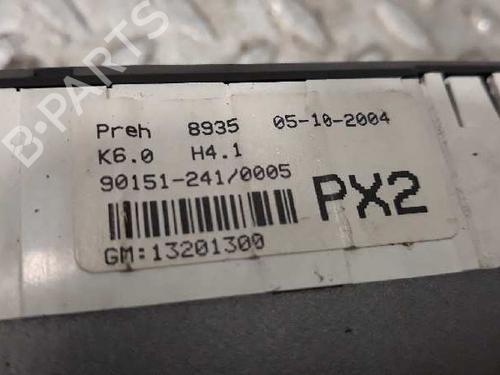 B-PARTS
Preh 8935 05-10-2004
K6.0 H4.1
90151-241/0005
PX2
GM:13201300